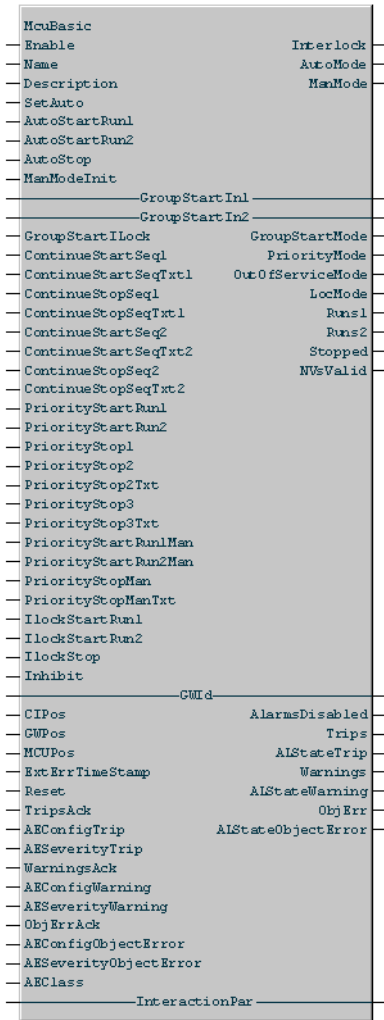 McuBasic
Enable Interlock
Name AutoMode
Description ManMode
SetAuto
AutoStartRun1
AutoStartRun2
AutoStop
ManModeInit
GroupStartIn1
GroupStartIn2
GroupStartILock GroupStartMode
ContinueStartSeq1 PriorityMode
ContinueStartSeqTxt1 OutOfServiceMode
ContinueStopSeq1 LocMode
ContinueStopSeqTxt1 Runs1
ContinueStartSeq2 Runs2
ContinueStartSeqTxt2 Stopped
ContinueStopSeq2 NVsValid
ContinueStopSeqTxt2
PriorityStartRun1
PriorityStartRun2
PriorityStop1
PriorityStop2
PriorityStop2Txt
PriorityStop3
PriorityStop3Txt
PriorityStartRun1Man
PriorityStartRun2Man
PriorityStopMan
PriorityStopManTxt
IlockStartRun1
IlockStartRun2
IlockStop
Inhibit
GWId
CIPos AlarmsDisabled
GWPos Trips
MCUPos ALStateTrip
ExtErrTimeStamp Warnings
Reset ALStateWarning
TripsAck ObjErr
AEConfigTrip ALStateObjectError
AESeverityTrip
WarningsAck
AEConfigWarning
AESeverityWarning
ObjErrAck
AEConfigObjectError
AESeverityObjectError
AEClass
InteractionPar